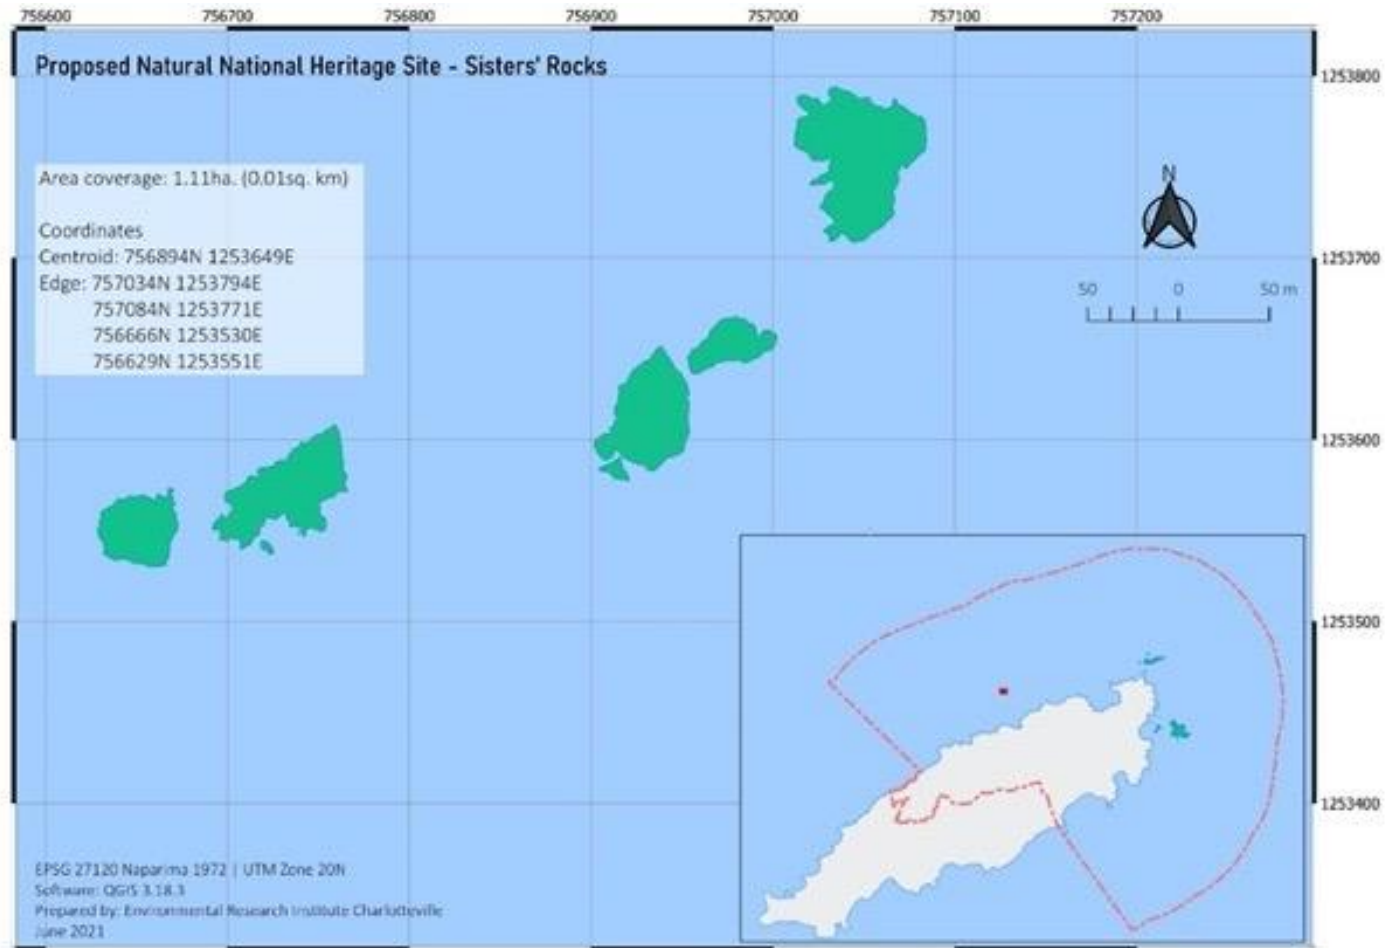 756600 756700 756800 756900 757000 757100 757200
Proposed Natural National Heritage Site - Sisters' Rocks
1253800
Area coverage: 1.11ha. (0.01sq. km)
N
Coordinates
Centroid: 756894N 1253649E
1253700
Edge: 757034N 1253794E
50 0 50 m
757084N 1253771E
756666N 1253530E
756629N 1253551E
1253600
1253500
1253400
EPSG 27120 Naparima 1972 | UTM Zone 20N
Software: QGIS 3.18.3
Prepared by: Environmental Research Institute Charlotteville
June 2021